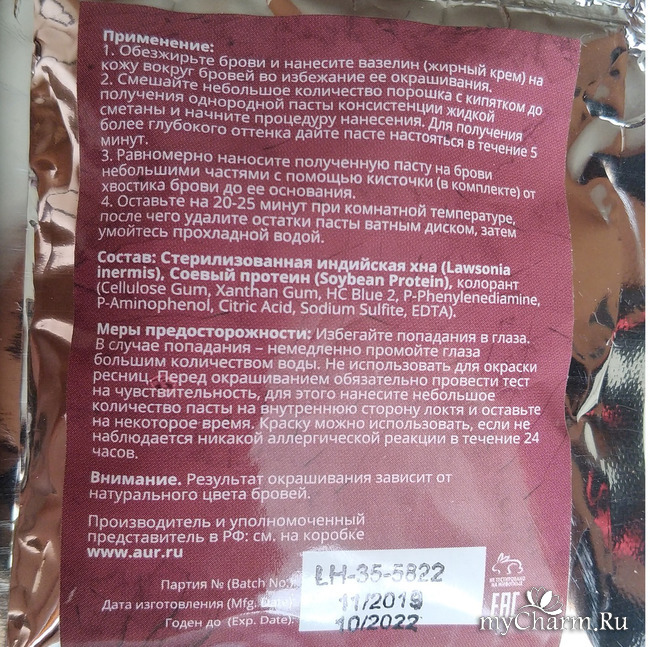 Применение:
1. Обезжирьте брови и нанесите вазелин (жирный крем) на
кожу вокруг бровей во избежание ее окрашивания.
2. Смешайте небольшое количество порошка с кипятком до
получения однородной пасты консистенции жидкой
сметаны и начните процедуру нанесения. Для получения
более глубокого оттенка дайте пасте настояться в течение 5
минут.
3. Равномерно наносите полученную пасту на брови
небольшими частями с помощью кисточки (в комплекте) от
хвостика брови до ее основания.
4. Оставьте на 20-25 минут при комнатной температуре,
после чего удалите остатки пасты ватным диском, затем
умойтесь прохладной водой.
Состав: Стерилизованная индийская хна (Lawsonia
inermis), Соевый протеин (Soybean Protein), колорант
(Cellulose Gum, Xanthan Gum, HC Blue 2, P-Phenylenediamine,
P-Aminophenol, Citric Acid, Sodium Sulfite, EDTA).
Меры предосторожности: Избегайте попадания в глаза.
В случае попадания – немедленно промойте глаза
большим количеством воды. Не использовать для окраски
ресниц. Перед окрашиванием обязательно провести тест
на чувствительность, для этого нанесите небольшое
количество пасты на внутреннюю сторону локтя и оставьте
на некоторое время. Краску можно использовать, если не
наблюдается никакой аллергической реакции в течение 24
часов.
Внимание. Результат окрашивания зависит от
натурального цвета бровей.
Производитель и уполномоченный
представитель в РФ: см. на коробке
www.aur.ru
Партия № (Batch No.) LH-35-5822
Дата изготовления (Mfg. Date) 11/2019
Годен до (Exp. Date): 10/2022
НЕ ТЕСТИРОВАНО
НА ЖИВОТНЫХ
EAC
myCharm.Ru